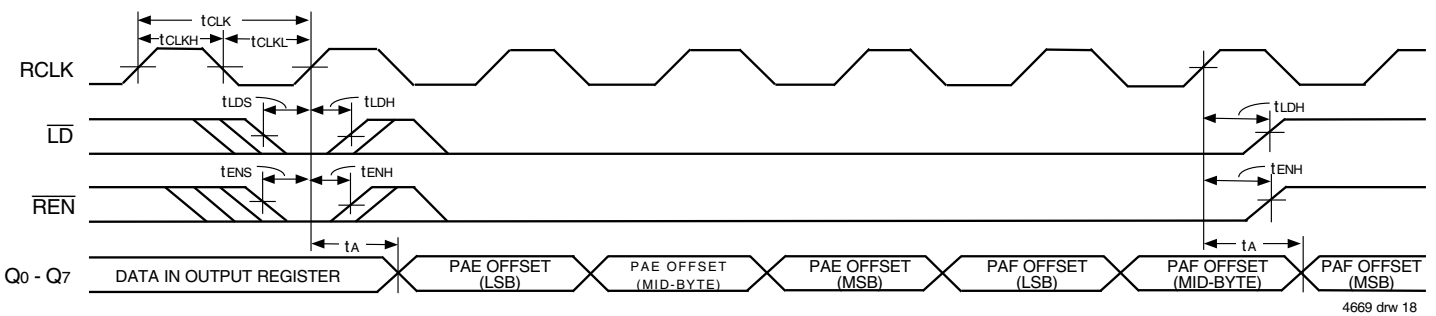 tCLK
tCLKH tCLKL
RCLK
tLDS tLDH tLDH
LD
tENS tENH tENH
REN
tA tA
Q0 - Q7 DATA IN OUTPUT REGISTER PAE OFFSET (LSB) PAE OFFSET (MID-BYTE) PAE OFFSET (MSB) PAF OFFSET (LSB) PAF OFFSET (MID-BYTE) PAF OFFSET (MSB)
4669 drw 18